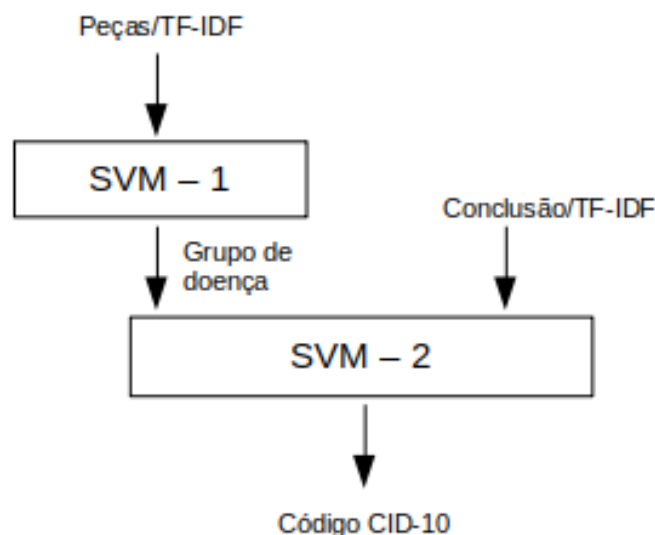 Peças/TF-IDF
SVM – 1
Conclusão/TF-IDF
Grupo de
doença
SVM – 2
Código CID-10